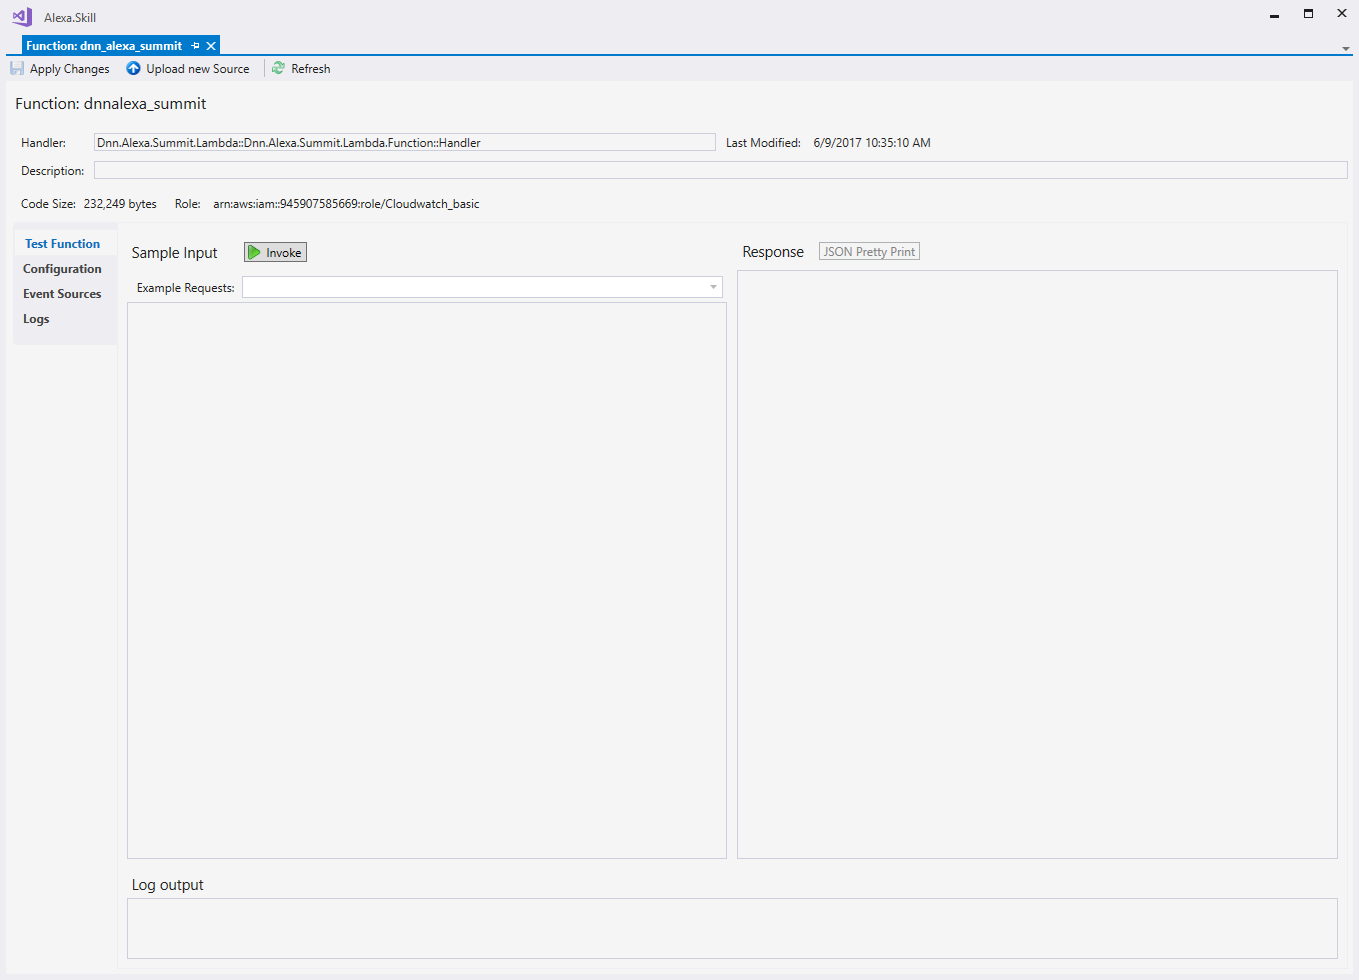 Alexa.Skill
Function: dnn_alexa_summit
Apply Changes Upload new Source Refresh
Function: dnnalexa_summit
Handler: Dnn.Alexa.Summit.Lambda::Dnn.Alexa.Summit.Lambda.Function::Handler Last Modified: 6/9/2017 10:35:10 AM
Description:
Code Size: 232,249 bytes Role: arn:aws:iam::945907585669:role/Cloudwatch_basic
Test Function
Configuration
Event Sources
Logs
Sample Input Invoke
Example Requests:
Response JSON Pretty Print
Log output